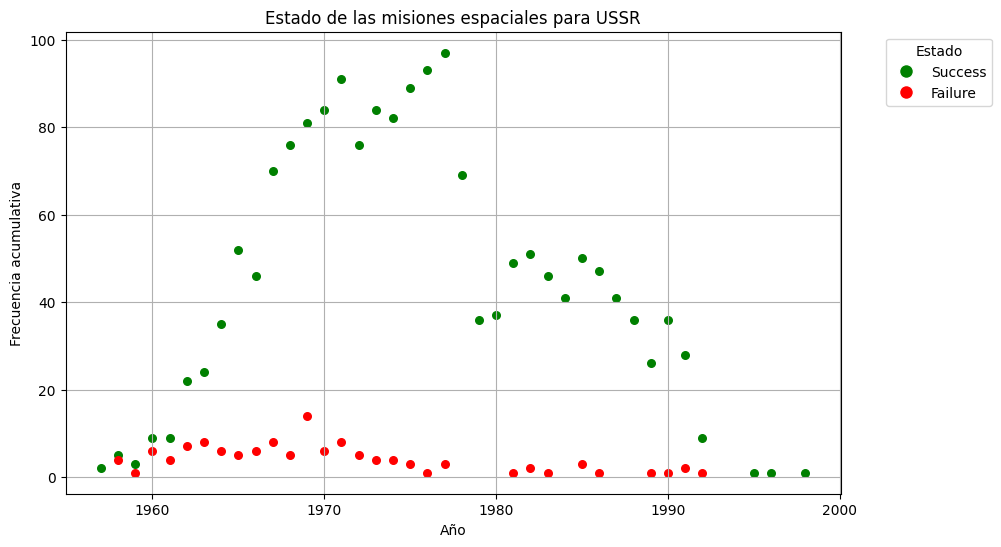 Estado de las misiones espaciales para USSR
Estado
Success
Failure
Frecuencia acumulativa
100
80
60
40
20
0
1960 1970 1980 1990 2000
Año